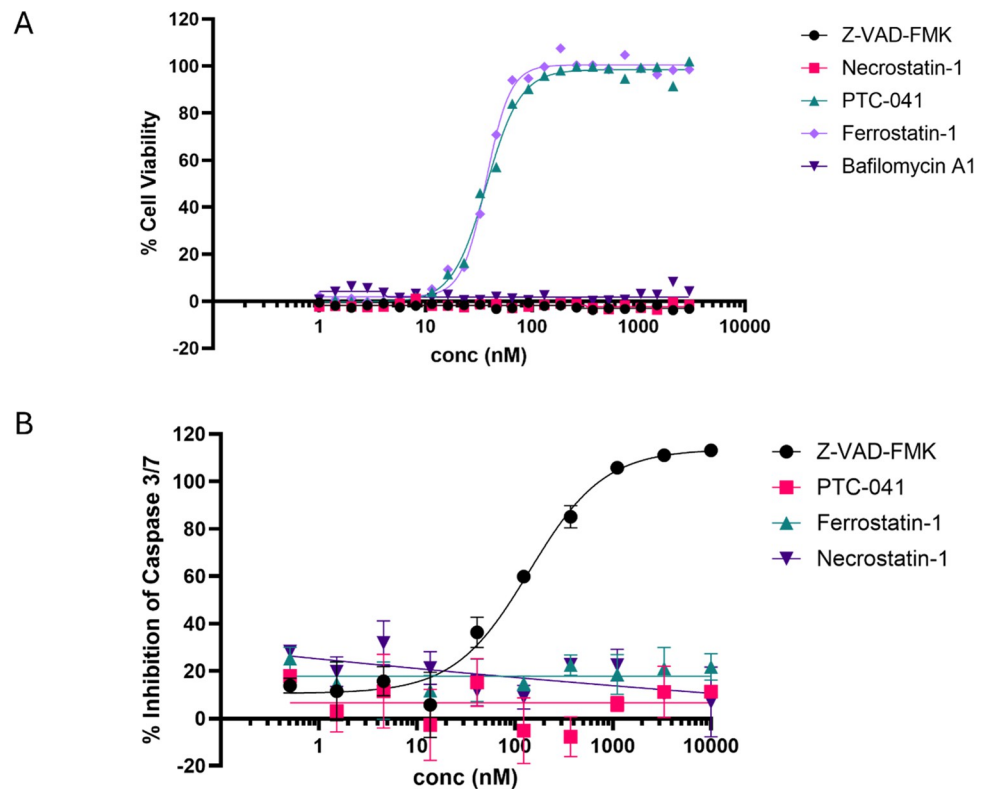 A
120
100
80
60
40
20
0
-20
% Cell Viability
1
10
100
1000
10000
conc (nM)
Z-VAD-FMK
Necrostatin-1
PTC-041
Ferrostatin-1
Bafilomycin A1
B
120
100
80
60
40
20
0
-20
% Inhibition of Caspase 3/7
1
10
100
1000
10000
conc (nM)
Z-VAD-FMK
PTC-041
Ferrostatin-1
Necrostatin-1